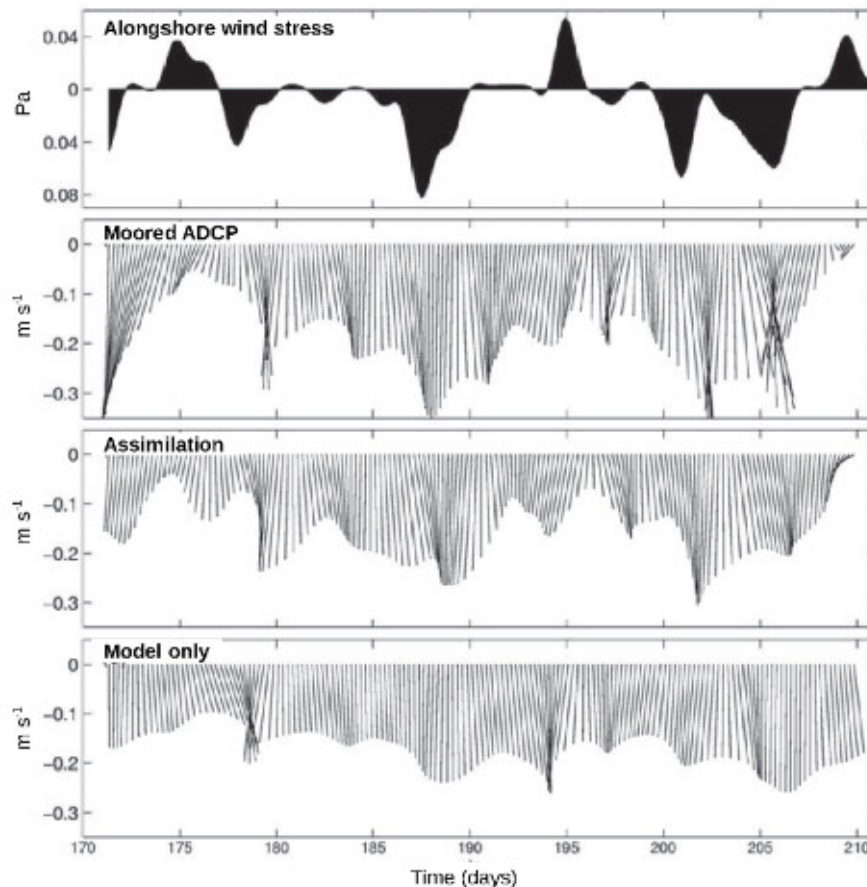 Alongshore wind stress
0.04
0
0.04
0.08
Pa
Moored ADCP
0
−0.1
−0.2
−0.3
m s⁻¹
Assimilation
0
−0.1
−0.2
−0.3
m s⁻¹
Model only
0
−0.1
−0.2
−0.3
m s⁻¹
170 175 180 185 190 195 200 205 210
Time (days)